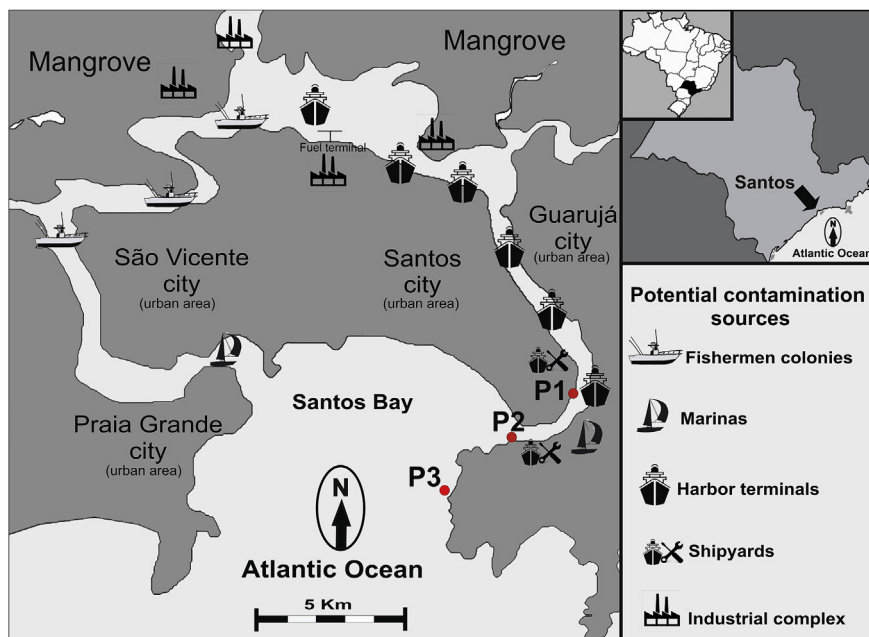 Mangrove
Mangrove
Fuel terminal
Guarujá
city
(urban area)
São Vicente
city
(urban area)
Santos
city
(urban area)
P1
Santos Bay
P2
Praia Grande
city
(urban area)
P3
N
Atlantic Ocean
5 Km
Santos
N
Atlantic Ocean
Potential contamination
sources
Fishermen colonies
Marinas
Harbor terminals
Shipyards
Industrial complex